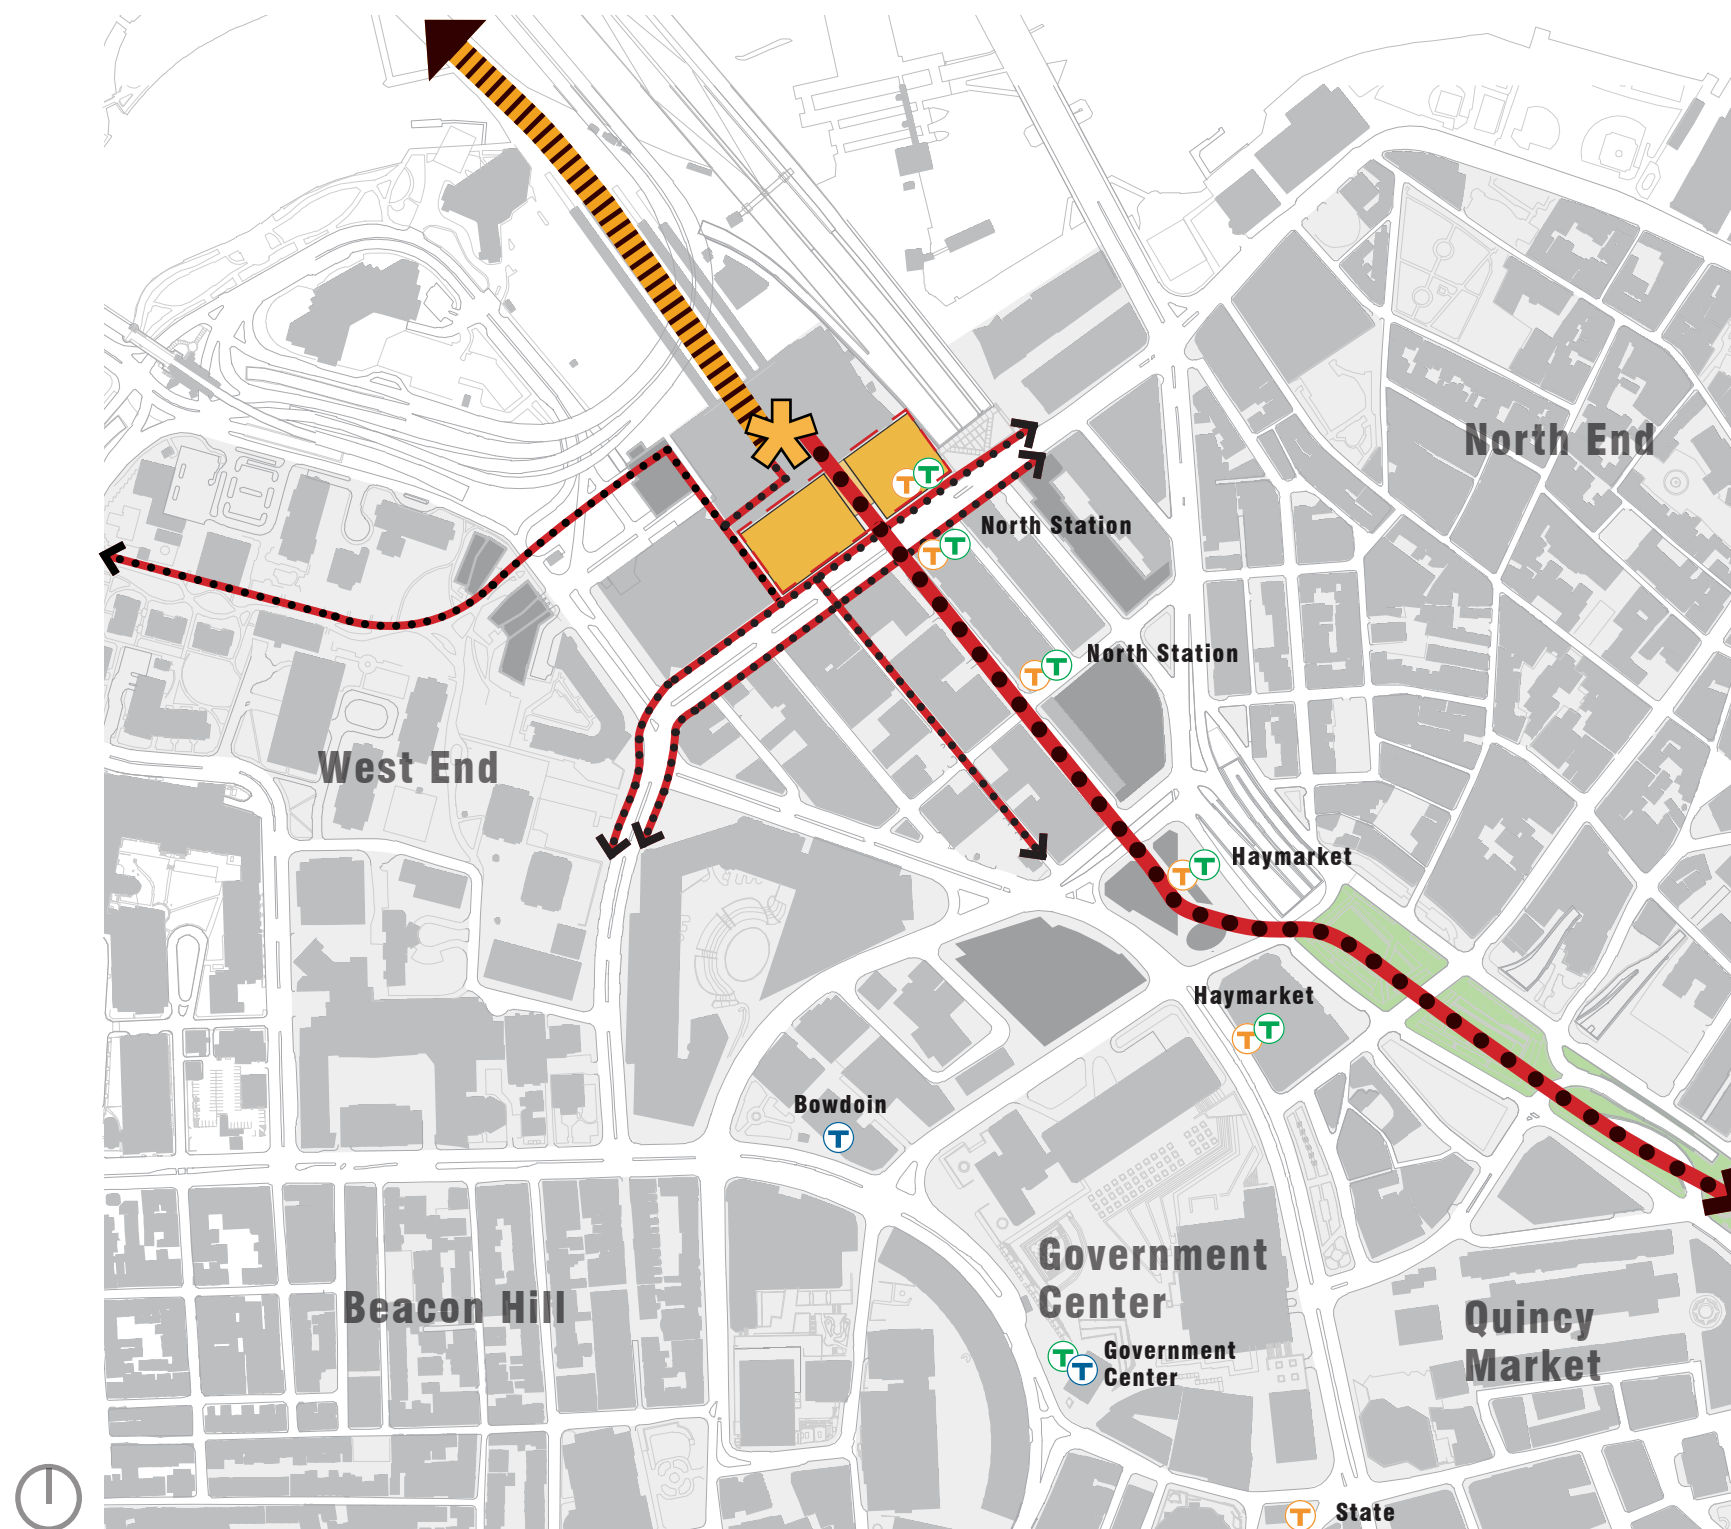 North End
T T
North Station
T T
T T
North Station
West End
T T
Haymarket
Haymarket
T T
Bowdoin
T
Government
Center
Beacon Hill
Quincy
Market
T
T
Government
Center
T
State